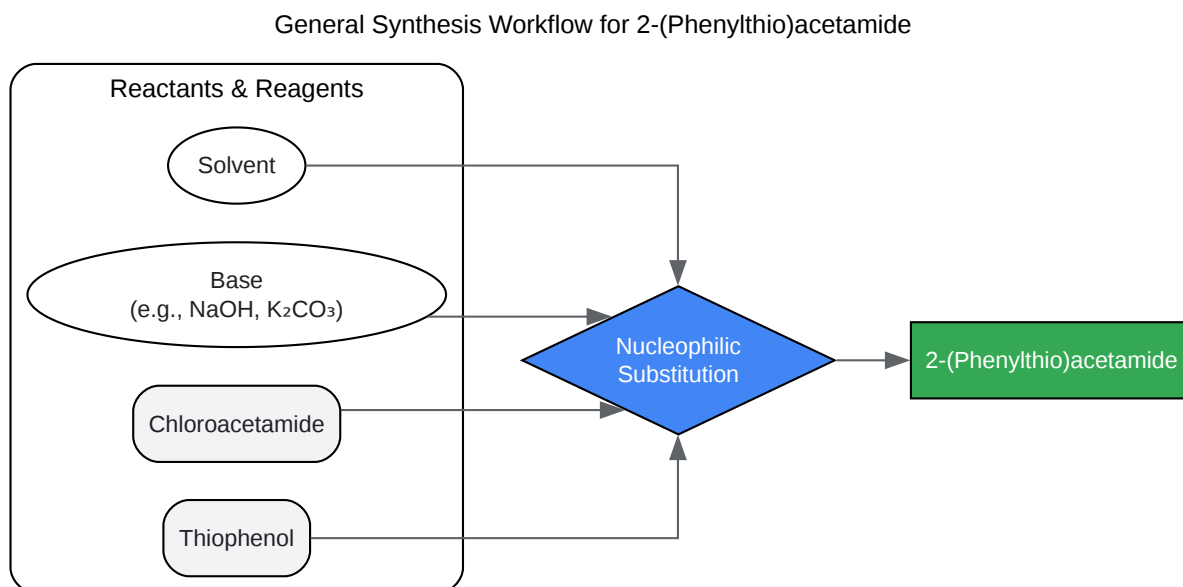 General Synthesis Workflow for 2-(Phenylthio)acetamide
Reactants & Reagents
Solvent
Base
(e.g., NaOH, K₂CO₃)
Chloroacetamide
Thiophenol
Nucleophilic
Substitution
2-(Phenylthio)acetamide